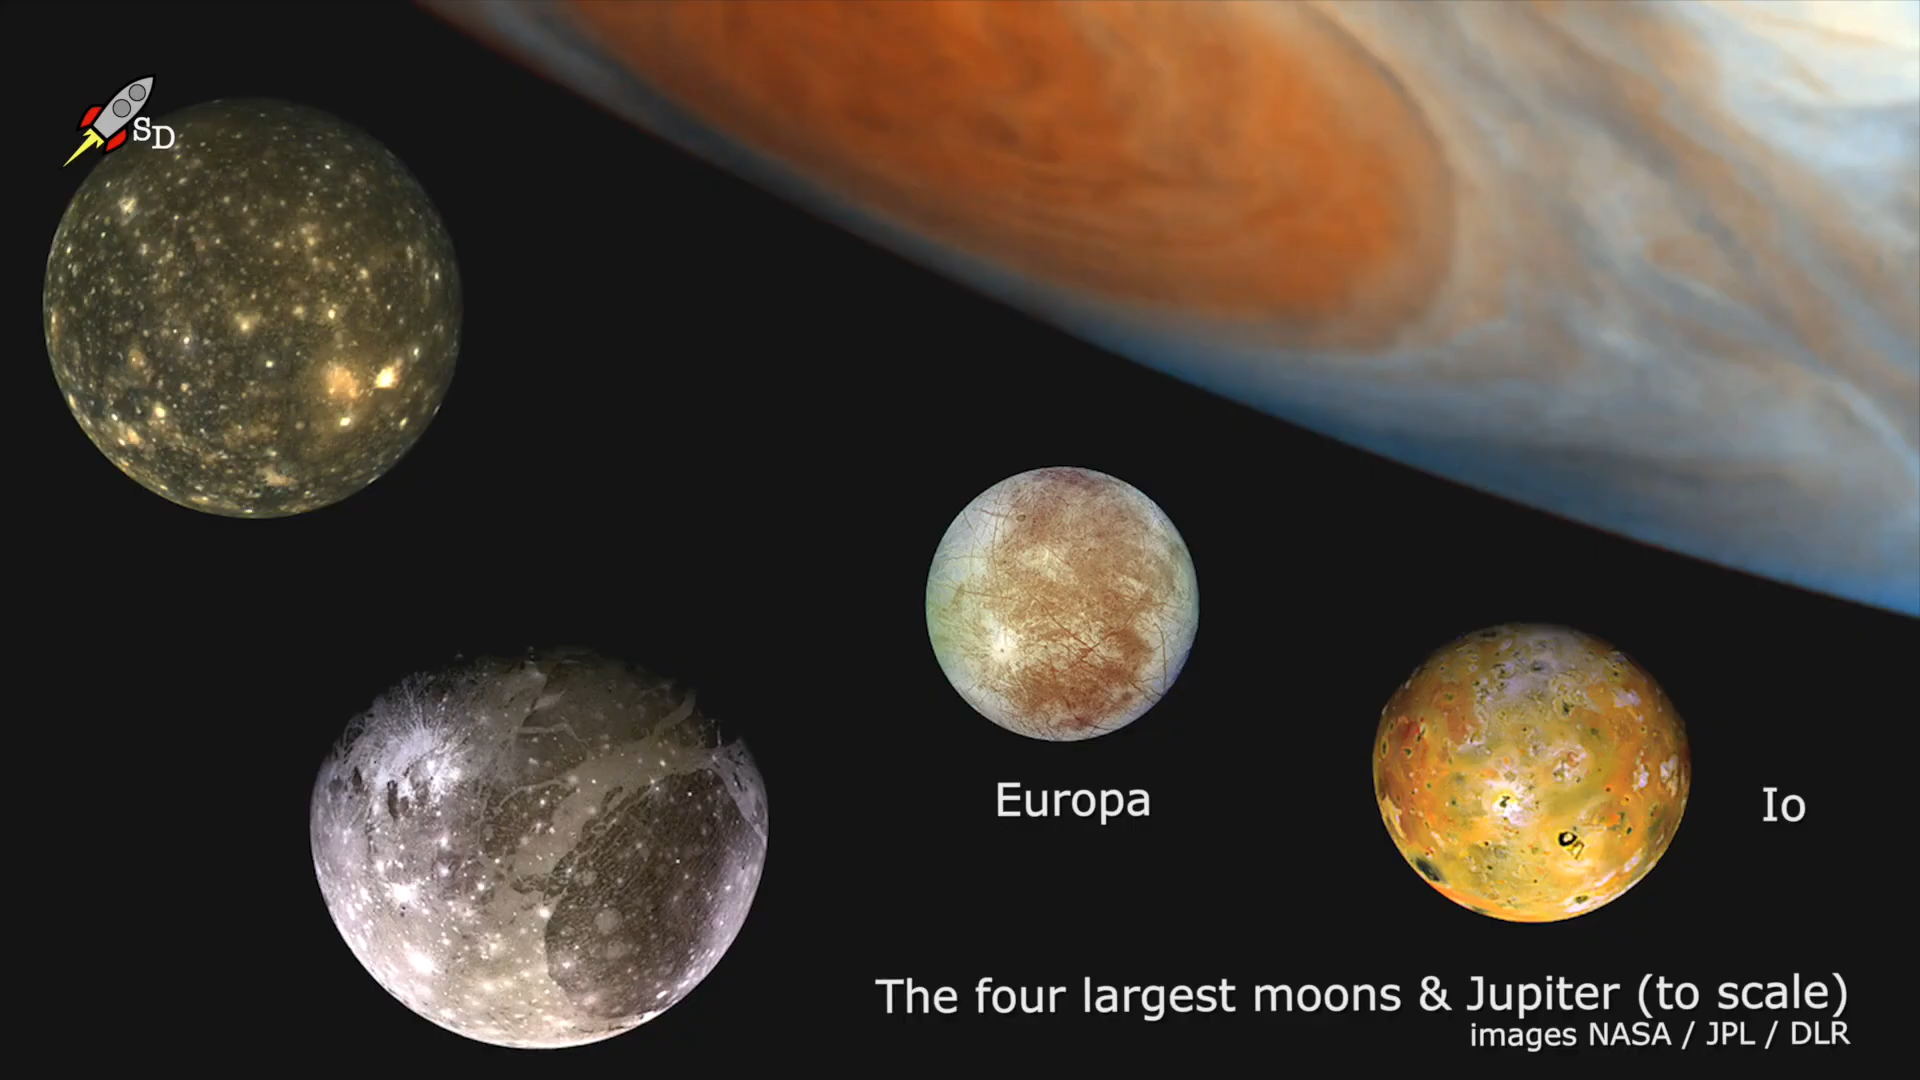 SD
Europa
Io
The four largest moons & Jupiter (to scale)
images NASA / JPL / DLR